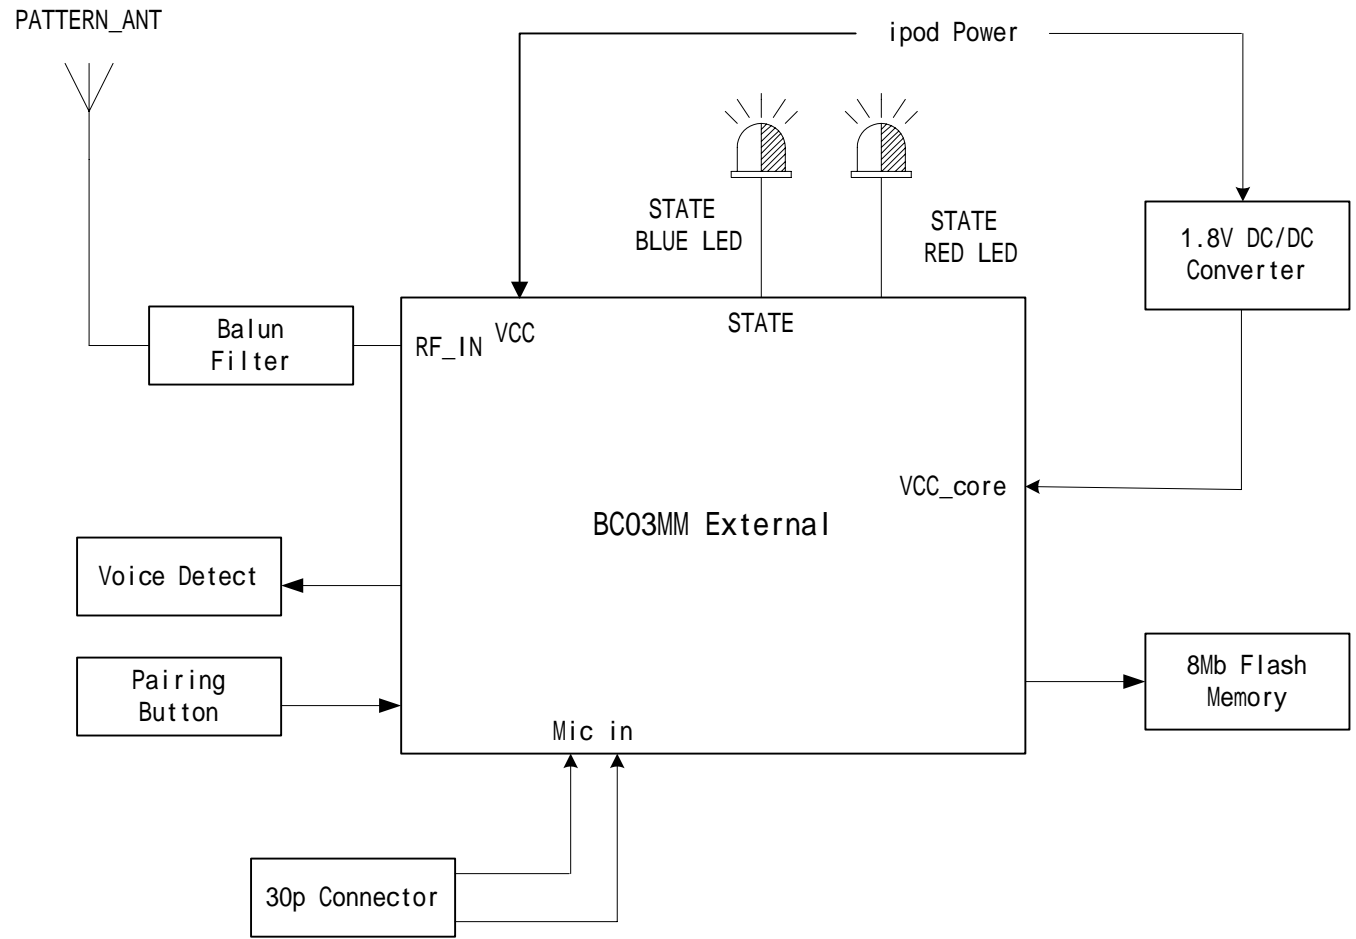 PATTERN_ANT
ipod Power
STATE
BLUE LED
STATE
RED LED
1.8V DC/DC
Converter
Balun
Filter
RF_IN
VCC
STATE
VCC_core
BC03MM External
Voice Detect
Pairing
Button
8Mb Flash
Memory
Mic in
30p Connector